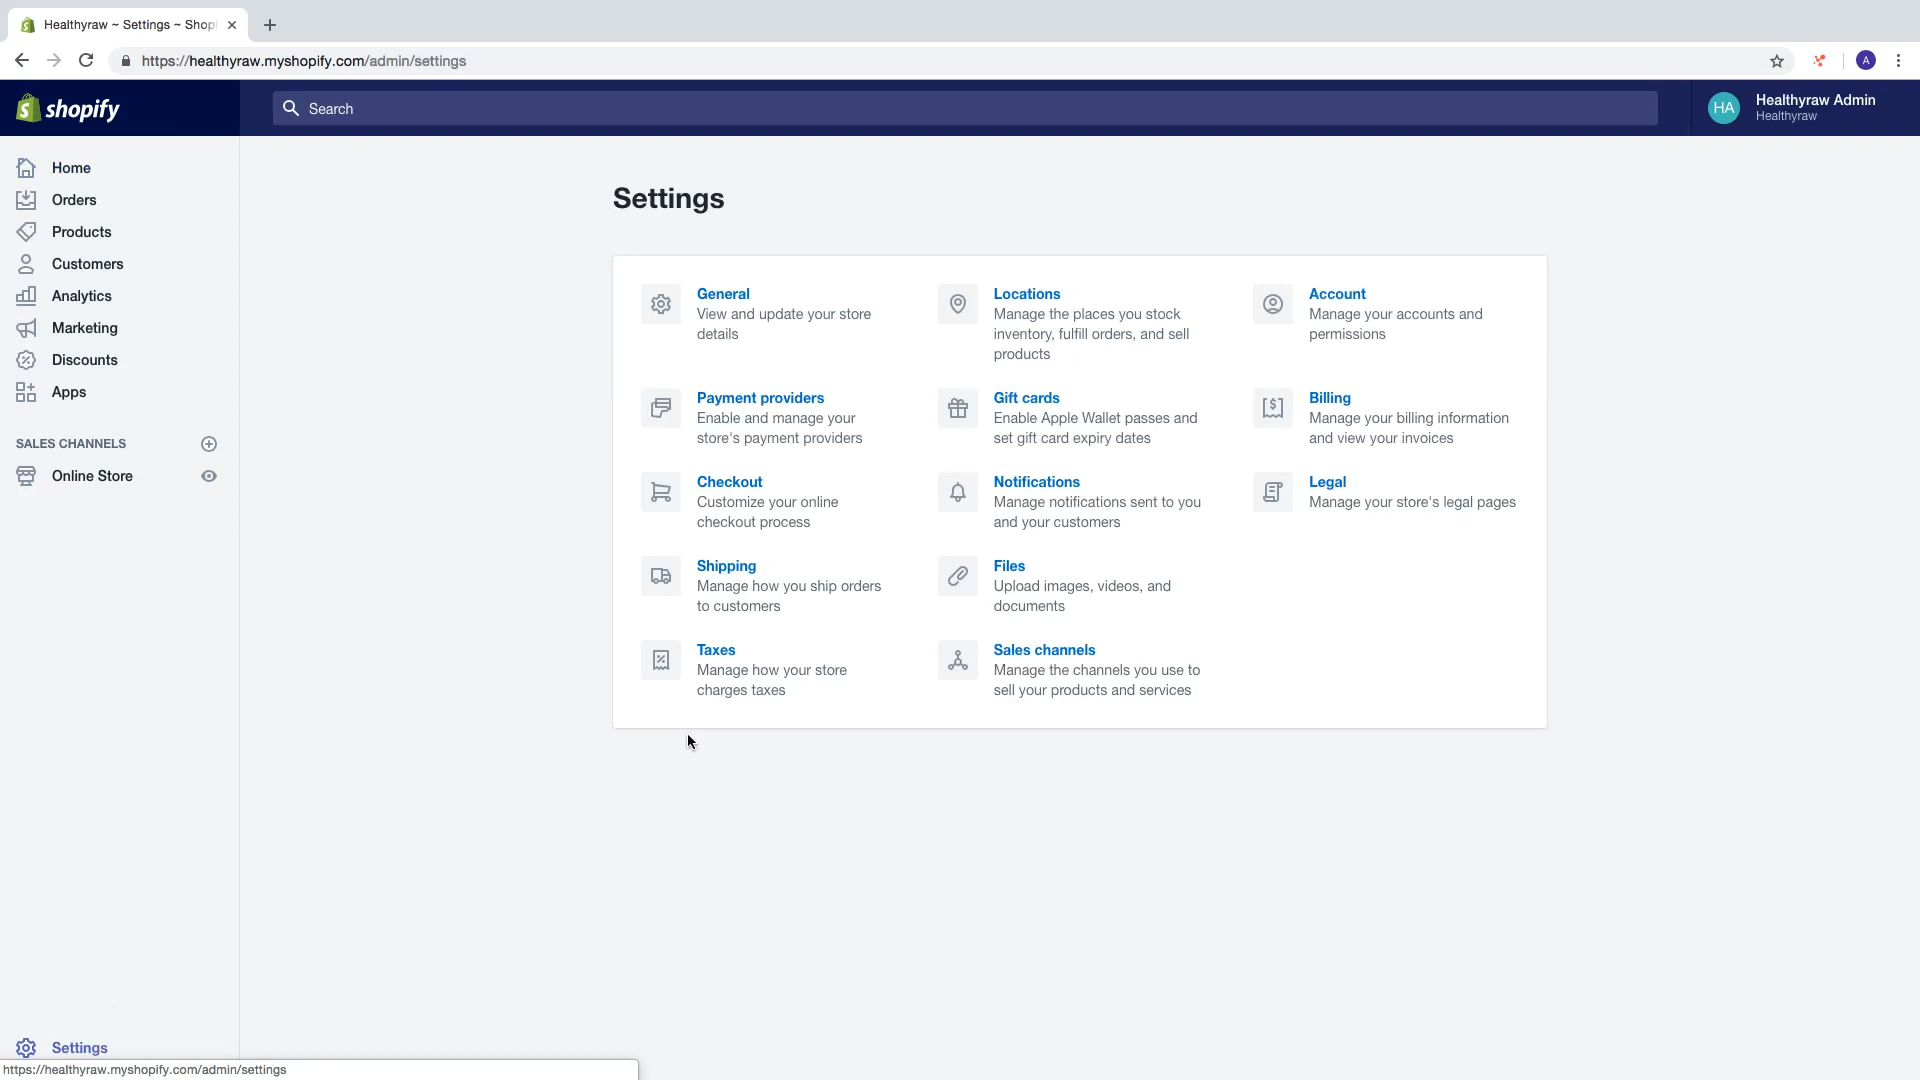 Healthyraw ~ Settings ~ Shop
https://healthyraw.myshopify.com/admin/settings
A
shopify
Search
HA
Healthyraw Admin
Healthyraw
Home
Orders
Products
Customers
Analytics
Marketing
Discounts
Apps
SALES CHANNELS
Online Store
Settings
General
View and update your store
details
Locations
Manage the places you stock
inventory, fulfill orders, and sell
products
Account
Manage your accounts and
permissions
Payment providers
Enable and manage your
store's payment providers
Gift cards
Enable Apple Wallet passes and
set gift card expiry dates
Billing
Manage your billing information
and view your invoices
Checkout
Customize your online
checkout process
Notifications
Manage notifications sent to you
and your customers
Legal
Manage your store's legal pages
Shipping
Manage how you ship orders
to customers
Files
Upload images, videos, and
documents
Taxes
Manage how your store
charges taxes
Sales channels
Manage the channels you use to
sell your products and services
Settings
https://healthyraw.myshopify.com/admin/settings